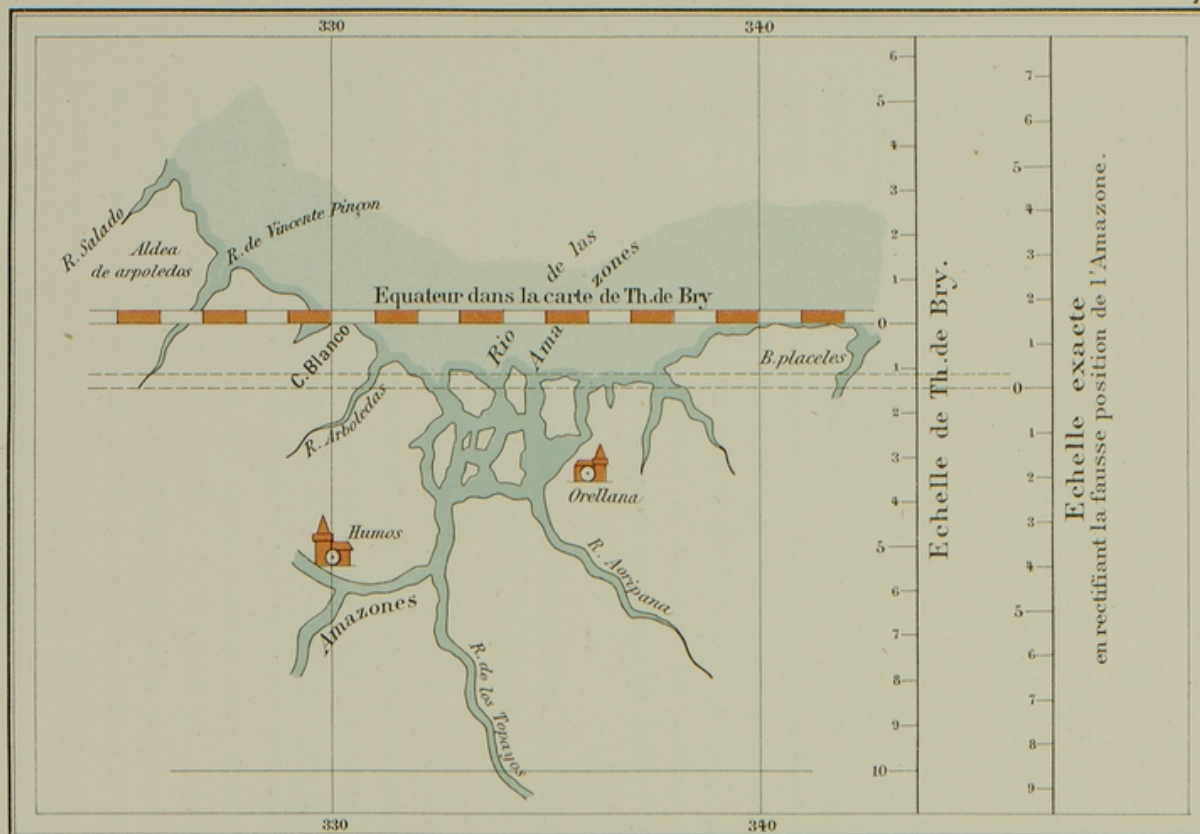 330
340
R. Salado
Aldea
de arpoledos
R. de Vincente Pinçon
de las
zones
Equateur dans la carte de Th. de Bry
Rio
Ama
C. Blanco
R. Arboledas
B. placeles
Orellana
Humos
Amazones
R. Aoripana
R. de los Topayos
6
5
4
3
2
1
0
1
2
3
4
5
6
7
8
9
10
Echelle de Th. de Bry.
7
6
5
4
3
2
1
0
1
2
3
4
5
6
7
8
9
Echelle exacte
en rectifiant la fausse position de l'Amazone.
330
340